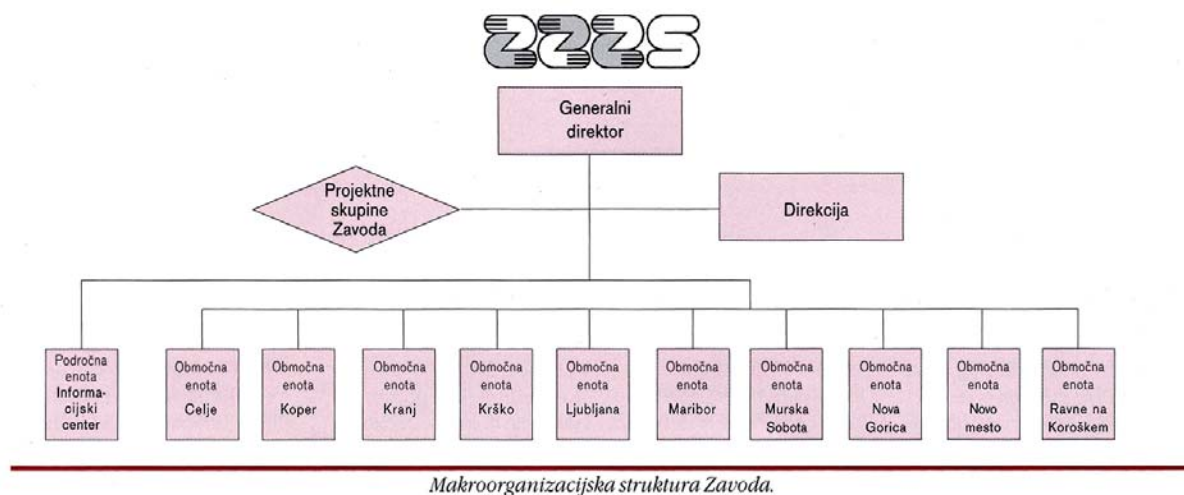 ZZZS
Generalni
direktor
Projektne
skupine
Zavoda
Direkcija
Področna
enota
Informa-
cijski
center
Območna
enota
Celje
Območna
enota
Koper
Območna
enota
Kranj
Območna
enota
Krško
Območna
enota
Ljubljana
Območna
enota
Maribor
Območna
enota
Murska
Sobota
Območna
enota
Nova
Gorica
Območna
enota
Novo
mesto
Območna
enota
Ravne na
Koroškem
Makroorganizacijska struktura Zavoda.